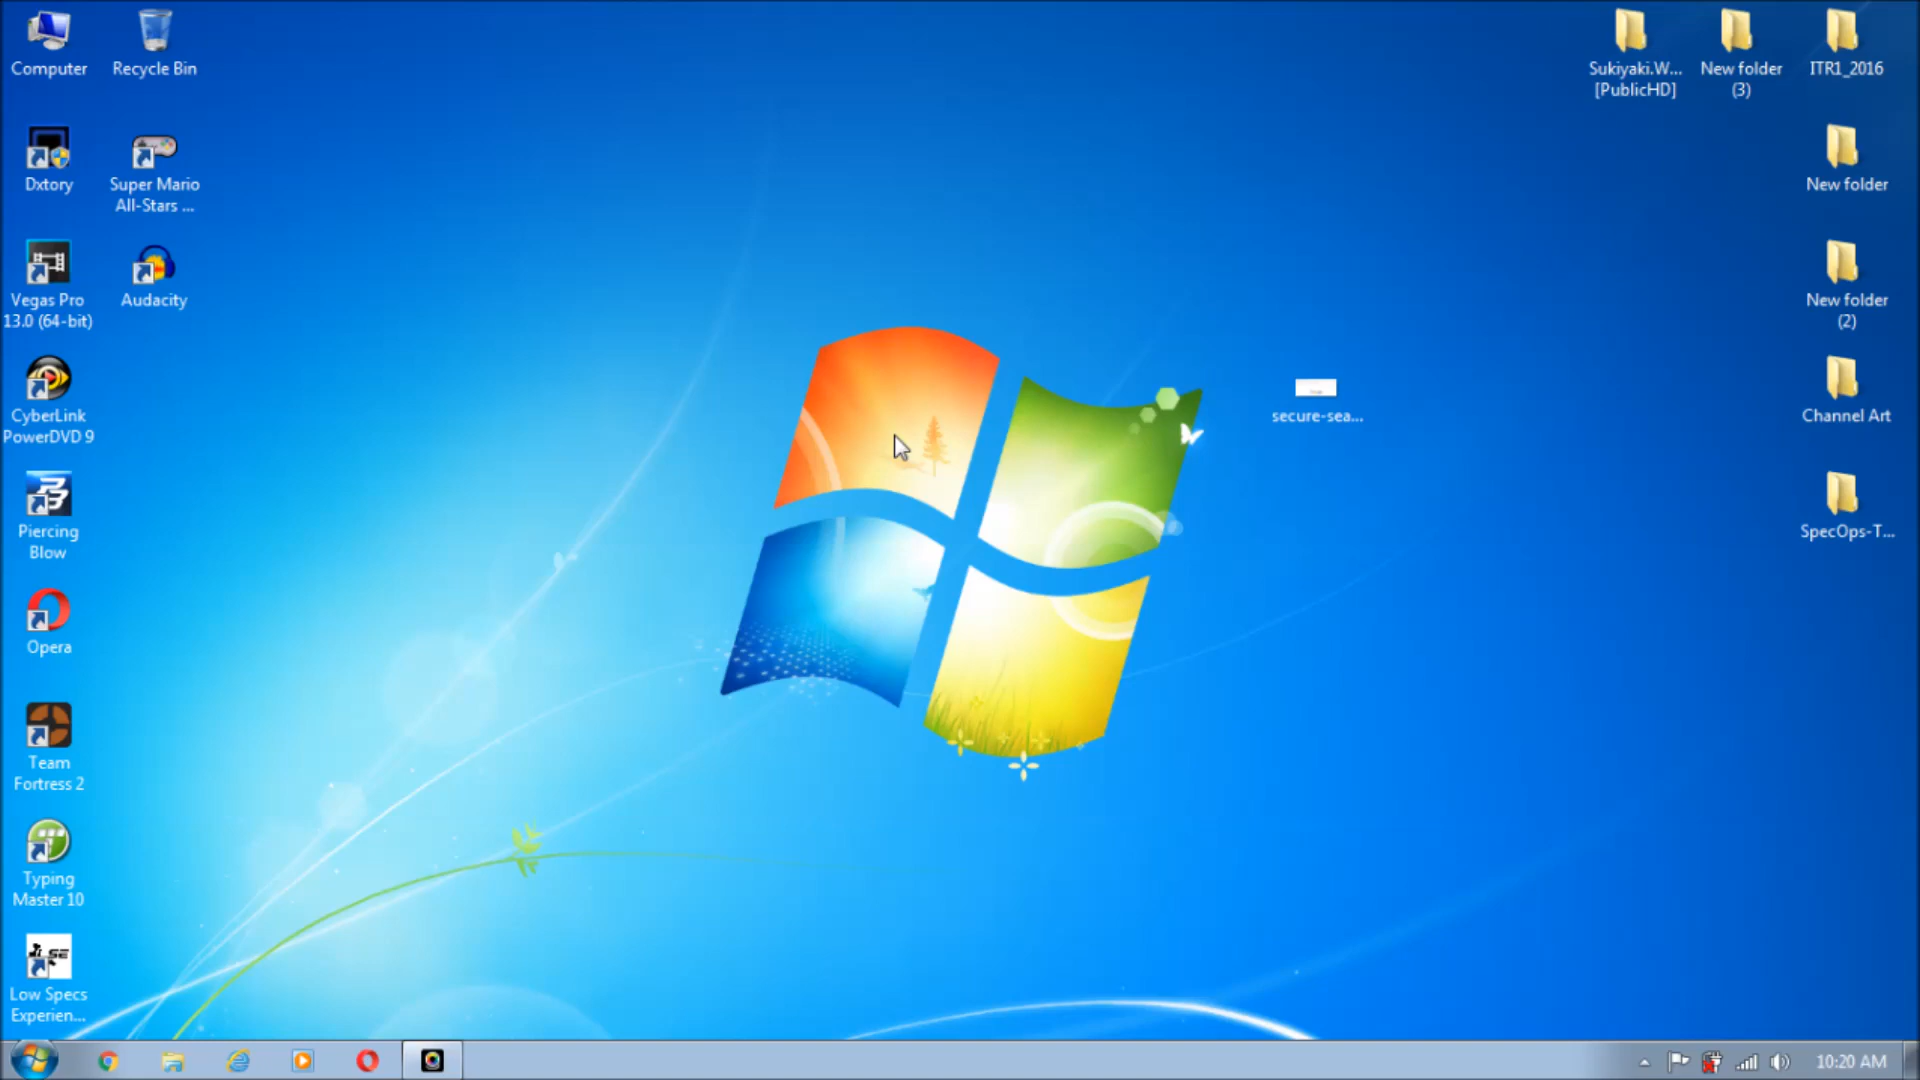 Computer
Recycle Bin
Sukiyaki.W...
[PublicHD]
New folder
(3)
ITR1_2016
Dxtory
Super Mario
All-Stars ...
New folder
Vegas Pro
13.0 (64-bit)
Audacity
New folder
(2)
CyberLink
PowerDVD 9
secure-sea...
Channel Art
Piercing
Blow
SpecOps-T...
Opera
Team
Fortress 2
Typing
Master 10
Low Specs
Experien...
10:20 AM